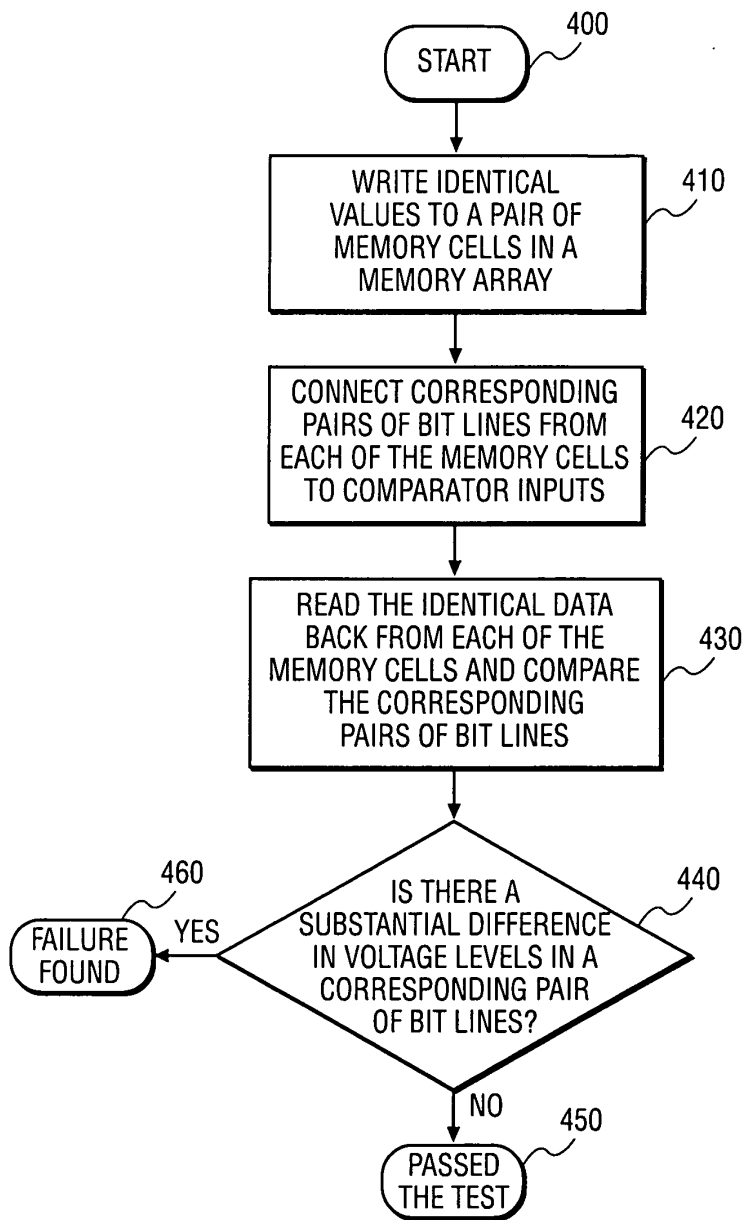 400
START
WRITE IDENTICAL
VALUES TO A PAIR OF
MEMORY CELLS IN A
MEMORY ARRAY
410
CONNECT CORRESPONDING
PAIRS OF BIT LINES FROM
EACH OF THE MEMORY CELLS
TO COMPARATOR INPUTS
420
READ THE IDENTICAL DATA
BACK FROM EACH OF THE
MEMORY CELLS AND COMPARE
THE CORRESPONDING
PAIRS OF BIT LINES
430
IS THERE A
SUBSTANTIAL DIFFERENCE
IN VOLTAGE LEVELS IN A
CORRESPONDING PAIR
OF BIT LINES?
440
460
YES
FAILURE
FOUND
NO
450
PASSED
THE TEST